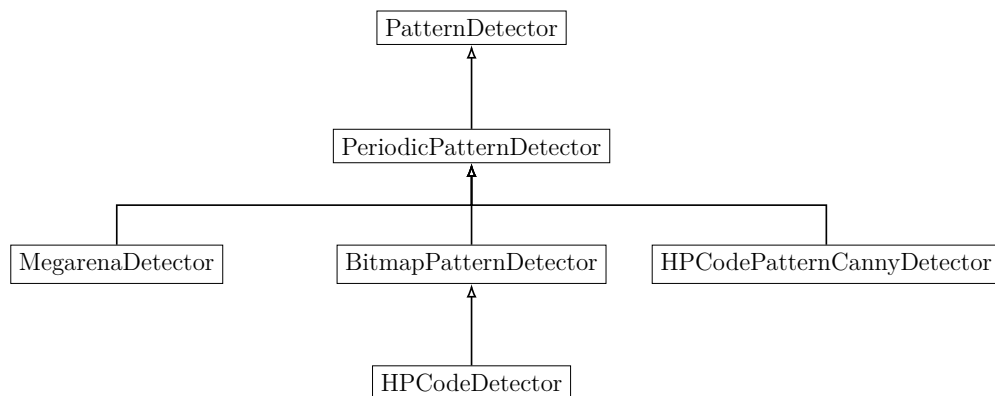 PatternDetector
PeriodicPatternDetector
MegarenaDetector
BitmapPatternDetector
HPCodePatternCannyDetector
HPCodeDetector